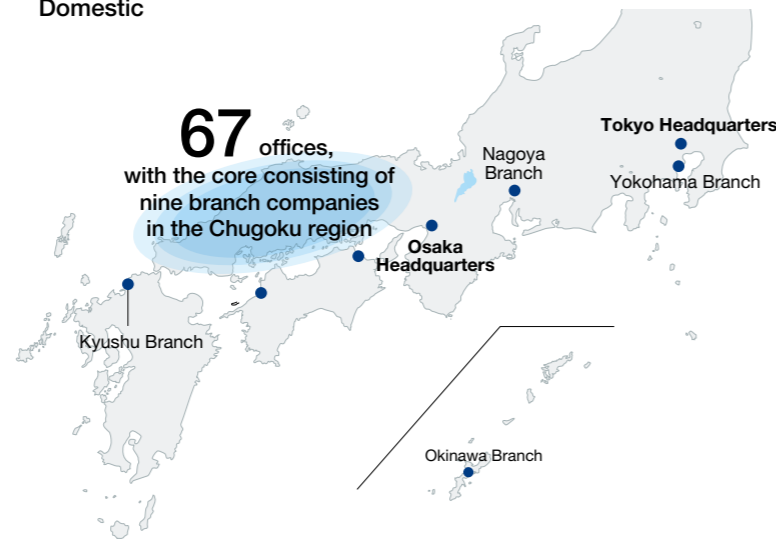 Domestic
67 offices,
with the core consisting of
nine branch companies
in the Chugoku region
Tokyo Headquarters
Nagoya
Branch
Yokohama Branch
Osaka
Headquarters
Kyushu Branch
Okinawa Branch